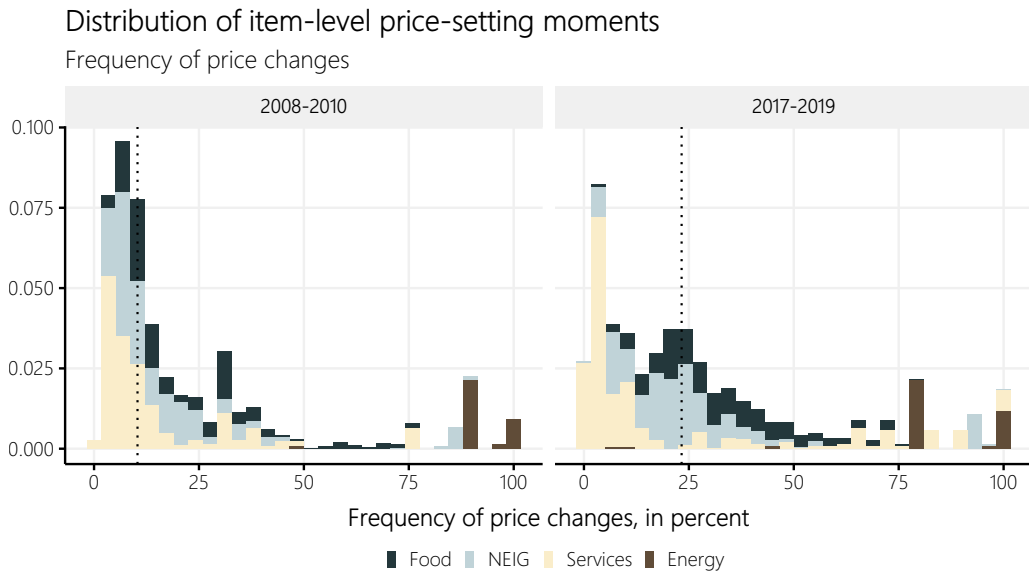 Distribution of item-level price-setting moments
Frequency of price changes
2008-2010
2017-2019
0.100
0.075
0.050
0.025
0.000
0 25 50 75 100
0 25 50 75 100
Frequency of price changes, in percent
Food NEIG Services Energy